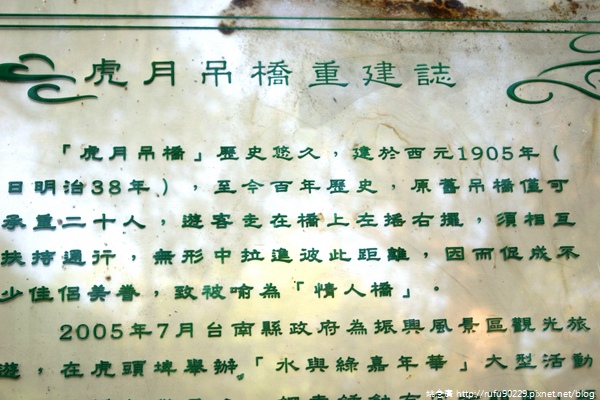 虎月吊橋重建誌
「虎月吊橋」歷史悠久，建於西元1905年（
日明治38年），至今百年歷史，原舊吊橋僅可
承重二十人，遊客走在橋上左搖右擺，須相互
扶持通行，無形中拉進彼此距離，因而促成不
少佳侶美眷，致被喻為「情人橋」。
2005年7月台南縣政府為振興風景區觀光旅
遊，在虎頭埤舉辦「水與綠嘉年華」大型活動
http://rufu90229.pixnet.net/blog